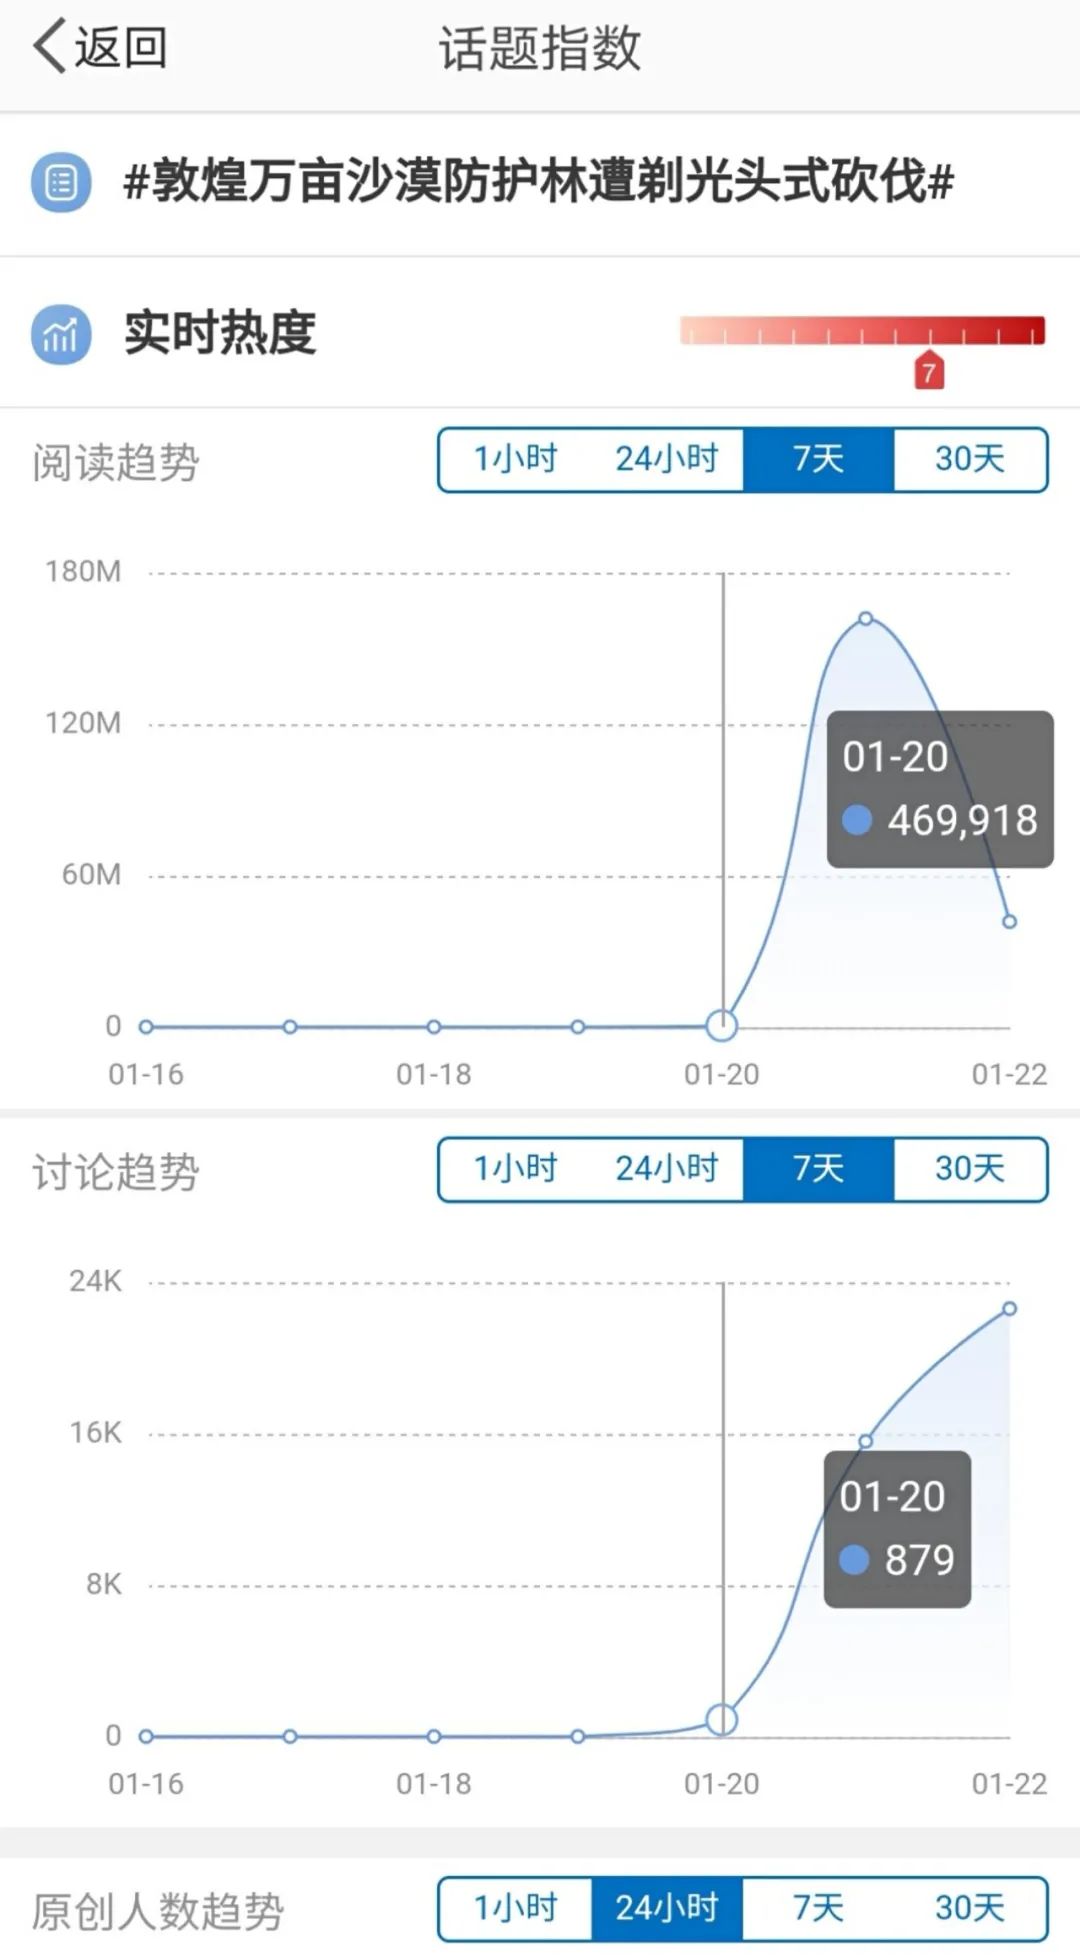 返回
话题指数
#敦煌万亩沙漠防护林遭剃光头式砍伐#
实时热度
7
阅读趋势
1小时 24小时 7天 30天
180M
120M
01-20
469,918
60M
0
01-16 01-18 01-20 01-22
讨论趋势
1小时 24小时 7天 30天
24K
16K
01-20
879
8K
0
01-16 01-18 01-20 01-22
原创人数趋势
1小时 24小时 7天 30天